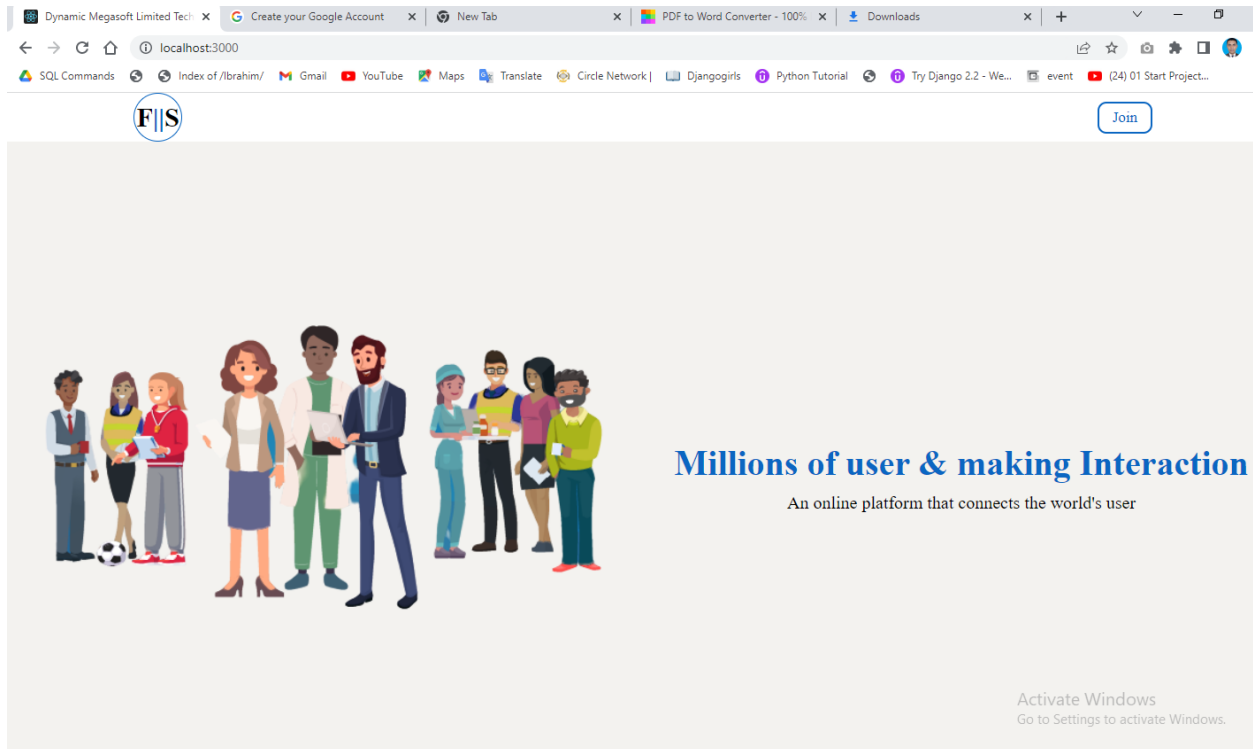 Dynamic Megasoft Limited Tech
Create your Google Account
New Tab
PDF to Word Converter - 100%
Downloads
localhost:3000
SQL Commands
Index of /Ibrahim/
Gmail
YouTube
Maps
Translate
Circle Network |
Djangogirls
Python Tutorial
Try Django 2.2 - We...
event
(24) 01 Start Project...
F||S
Join
Millions of user & making Interaction
An online platform that connects the world's user
Activate Windows
Go to Settings to activate Windows.